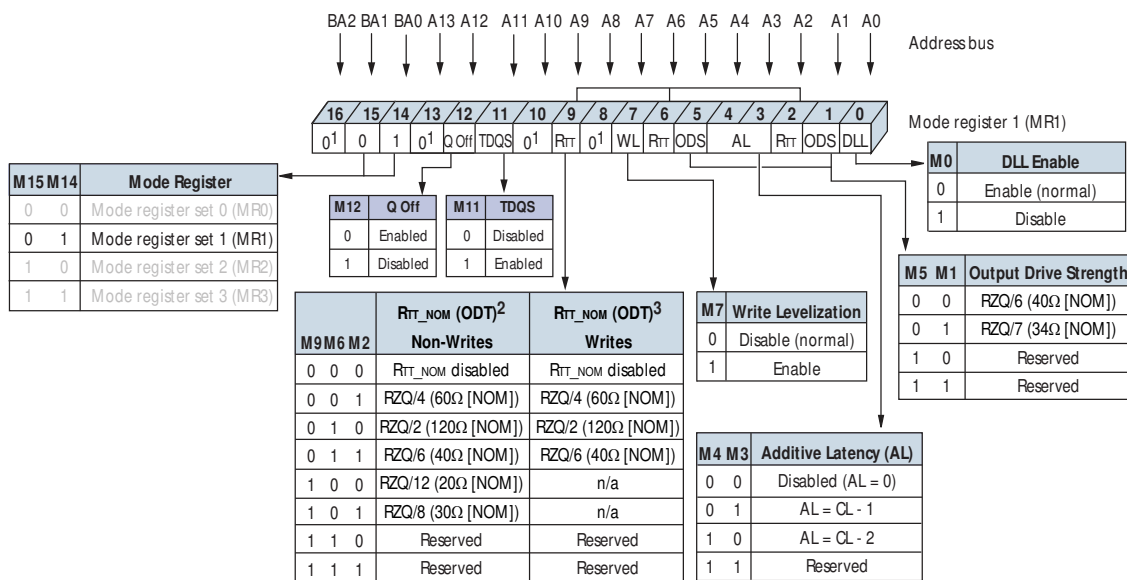 BA2 BA1 BA0 A13 A12 A11 A10 A9 A8 A7 A6 A5 A4 A3 A2 A1 A0
Address bus
16 15 14 13 12 11 10 9 8 7 6 5 4 3 2 1 0
0¹ 0 1 0¹ Q Off TDQS 0¹ RTT 0¹ WL RTT ODS AL RTT ODS DLL
Mode register 1 (MR1)
M15 M14 Mode Register
0 0 Mode register set 0 (MR0)
0 1 Mode register set 1 (MR1)
1 0 Mode register set 2 (MR2)
1 1 Mode register set 3 (MR3)
M12 Q Off
0 Enabled
1 Disabled
M11 TDQS
0 Disabled
1 Enabled
M0 DLL Enable
0 Enable (normal)
1 Disable
M5 M1 Output Drive Strength
0 0 RZQ/6 (40Ω [NOM])
0 1 RZQ/7 (34Ω [NOM])
1 0 Reserved
1 1 Reserved
RTT_NOM (ODT)² RTT_NOM (ODT)³
M9 M6 M2 Non-Writes Writes
0 0 0 RTT_NOM disabled RTT_NOM disabled
0 0 1 RZQ/4 (60Ω [NOM]) RZQ/4 (60Ω [NOM])
0 1 0 RZQ/2 (120Ω [NOM]) RZQ/2 (120Ω [NOM])
0 1 1 RZQ/6 (40Ω [NOM]) RZQ/6 (40Ω [NOM])
1 0 0 RZQ/12 (20Ω [NOM]) n/a
1 0 1 RZQ/8 (30Ω [NOM]) n/a
1 1 0 Reserved Reserved
1 1 1 Reserved Reserved
M7 Write Levelization
0 Disable (normal)
1 Enable
M4 M3 Additive Latency (AL)
0 0 Disabled (AL = 0)
0 1 AL = CL - 1
1 0 AL = CL - 2
1 1 Reserved